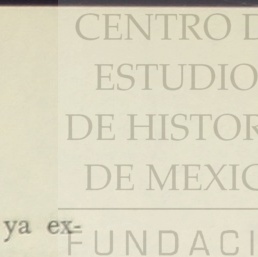 CENTRO D
ESTUDIO
DE HISTOR
DE MEXIC
ya ex-
FUNDACI